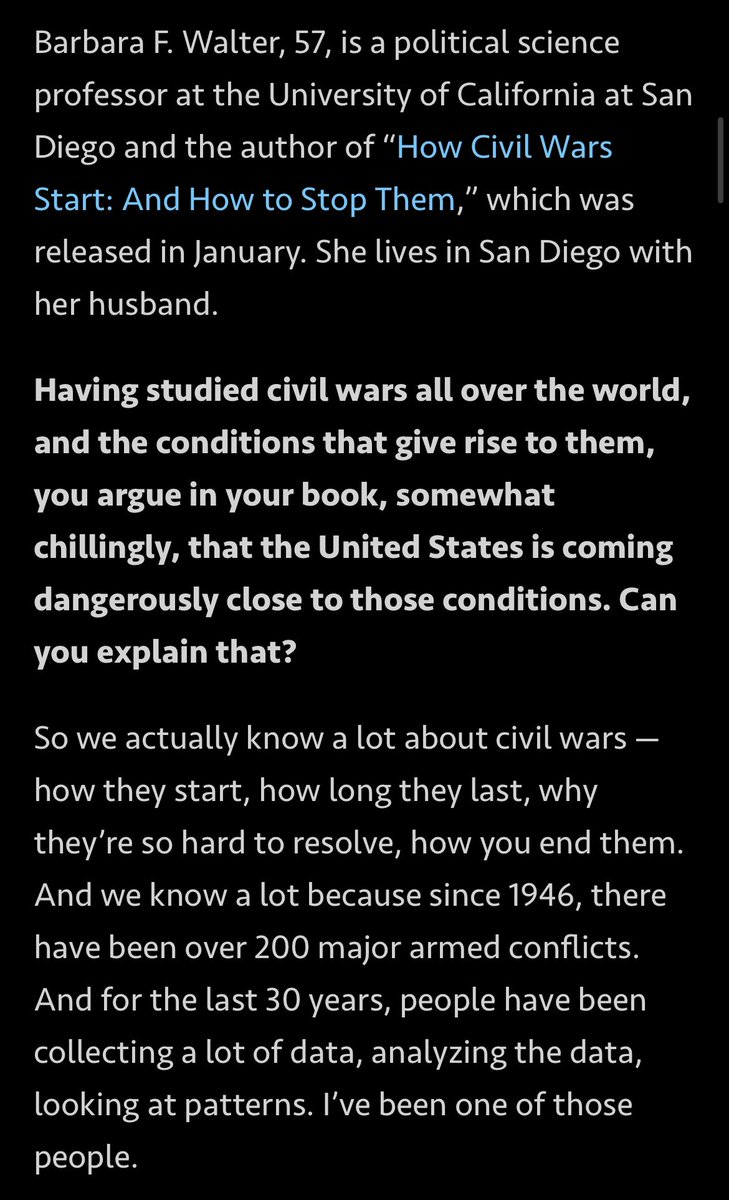 Barbara F. Walter, 57, is a political science
professor at the University of California at San
Diego and the author of “How Civil Wars
Start: And How to Stop Them,” which was
released in January. She lives in San Diego with
her husband.
Having studied civil wars all over the world,
and the conditions that give rise to them,
you argue in your book, somewhat
chillingly, that the United States is coming
dangerously close to those conditions. Can
you explain that?
So we actually know a lot about civil wars —
how they start, how long they last, why
they’re so hard to resolve, how you end them.
And we know a lot because since 1946, there
have been over 200 major armed conflicts.
And for the last 30 years, people have been
collecting a lot of data, analyzing the data,
looking at patterns. I’ve been one of those
people.